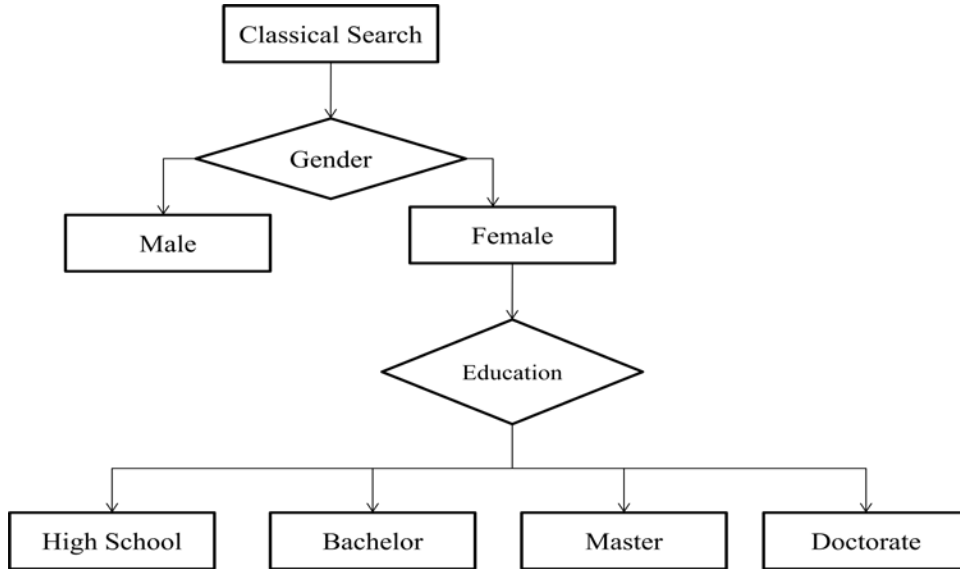 Classical Search
Gender
Male
Female
Education
High School
Bachelor
Master
Doctorate